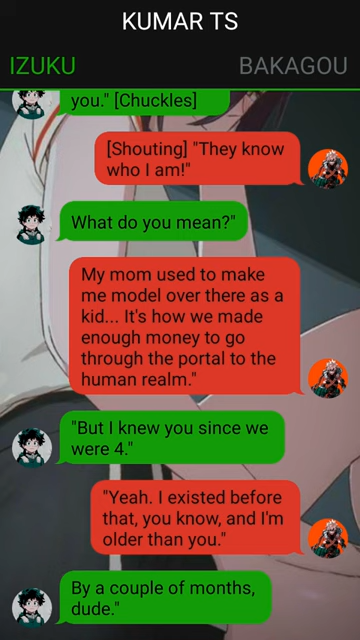 KUMAR TS
IZUKU
BAKAGOU
you." [Chuckles]
[Shouting] "They know
who I am!"
What do you mean?"
My mom used to make
me model over there as a
kid... It's how we made
enough money to go
through the portal to the
human realm."
"But I knew you since we
were 4."
"Yeah. I existed before
that, you know, and I'm
older than you."
By a couple of months,
dude."